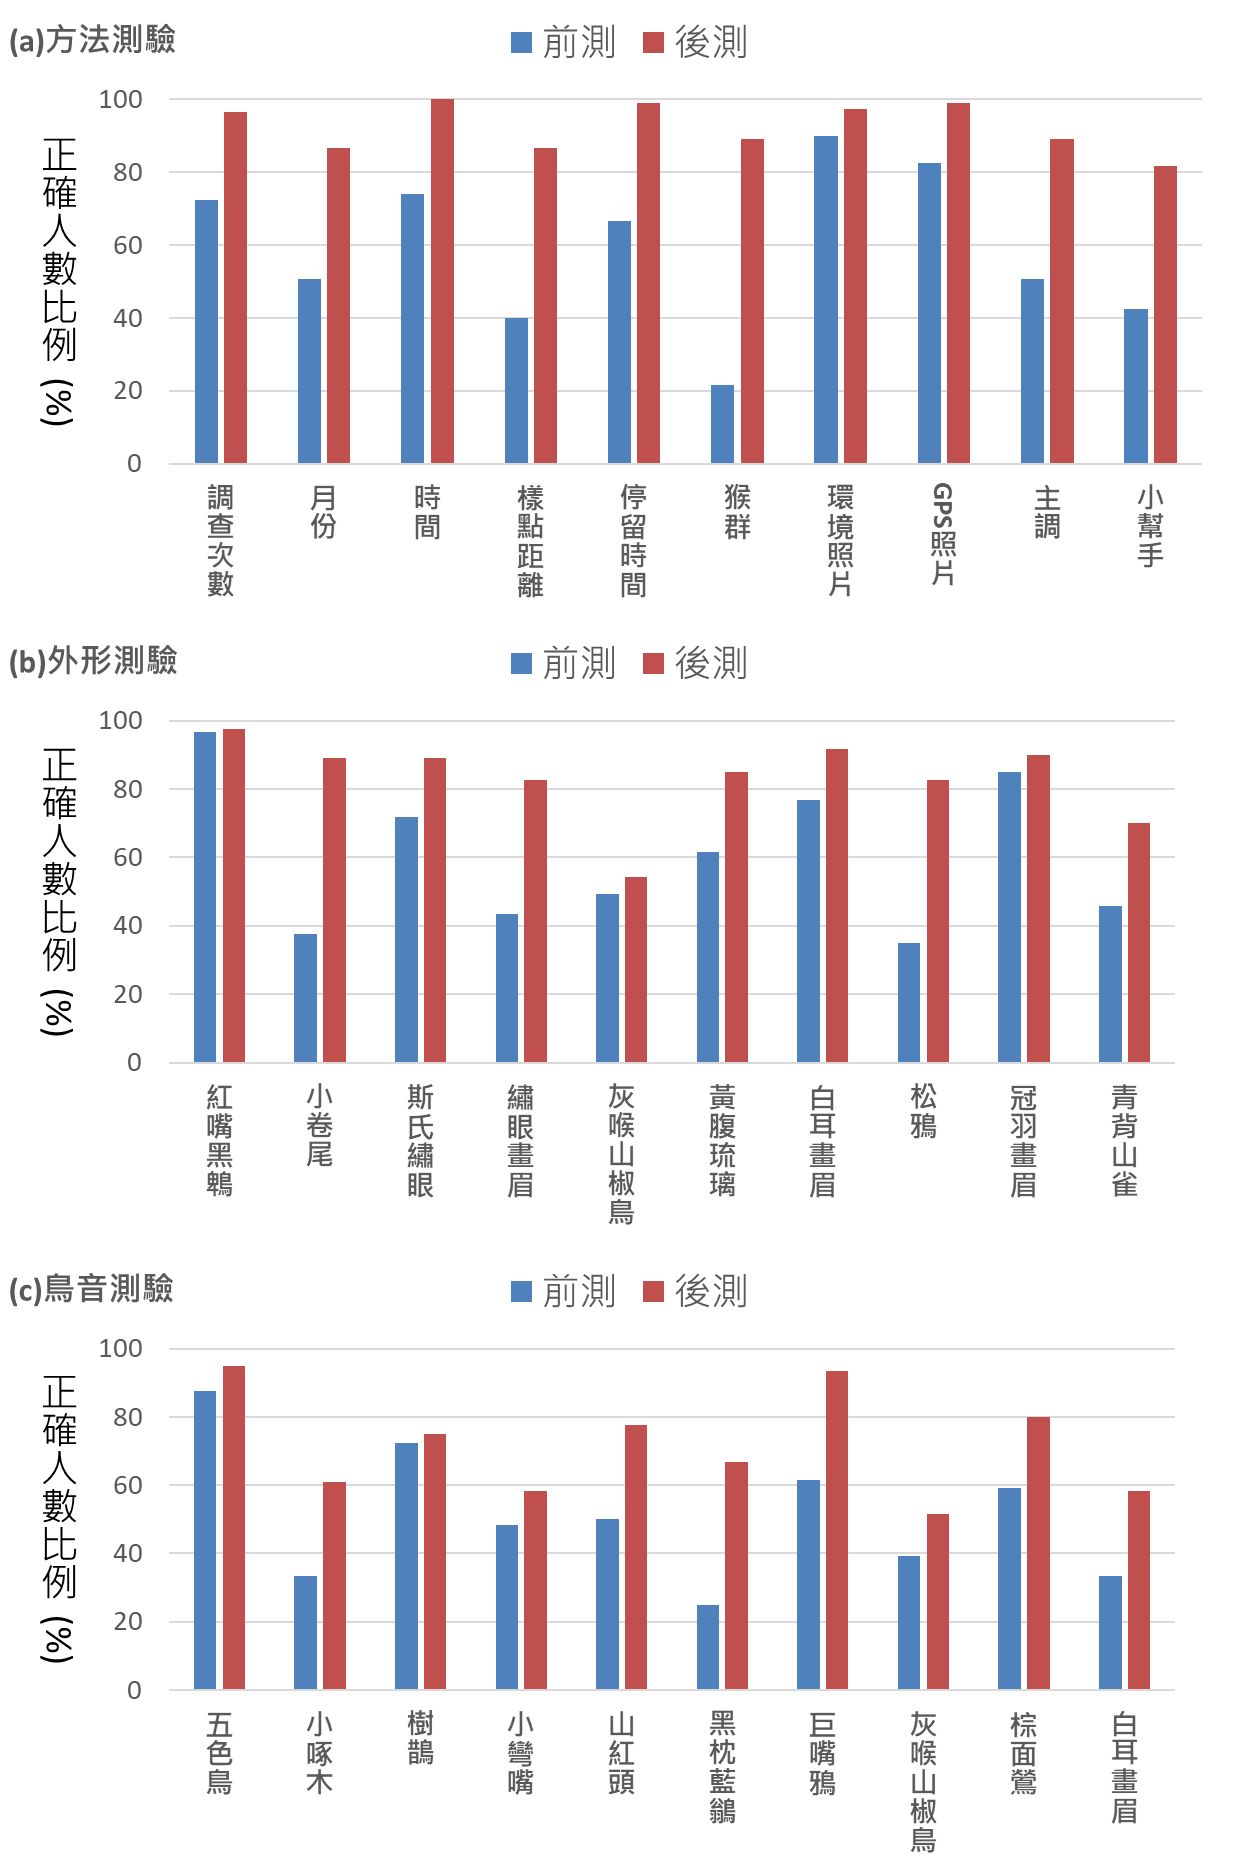 (a)方法測驗
前測 後測
正確人數比例 (%)
100
80
60
40
20
0
調查次數
月份
時間
樣點距離
停留時間
猴群
環境照片
GPS照片
主調
小幫手
(b)外形測驗
前測 後測
正確人數比例 (%)
100
80
60
40
20
0
紅嘴黑鵯
小卷尾
斯氏繡眼
繡眼畫眉
灰喉山椒鳥
黃腹琉璃
白耳畫眉
松鴉
冠羽畫眉
青背山雀
(c)鳥音測驗
前測 後測
正確人數比例 (%)
100
80
60
40
20
0
五色鳥
小啄木
樹鵲
小彎嘴
山紅頭
黑枕藍鶲
巨嘴鴉
灰喉山椒鳥
棕面鶯
白耳畫眉